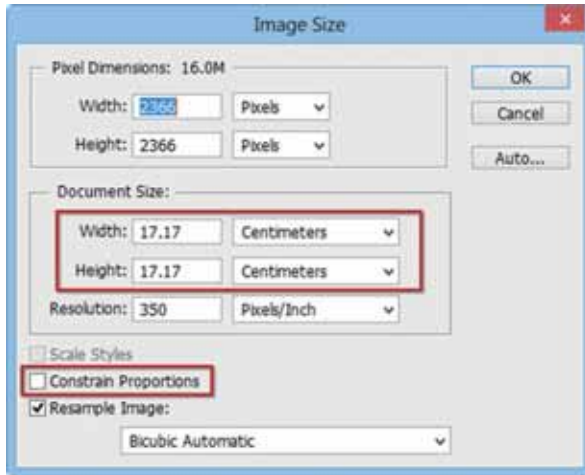 Image Size
Pixel Dimensions: 16.0M
Width: 2366 Pixels
Height: 2366 Pixels
OK
Cancel
Auto...
Document Size:
Width: 17.17 Centimeters
Height: 17.17 Centimeters
Resolution: 350 Pixels/Inch
Scale Styles
Constrain Proportions
Resample Image:
Bicubic Automatic